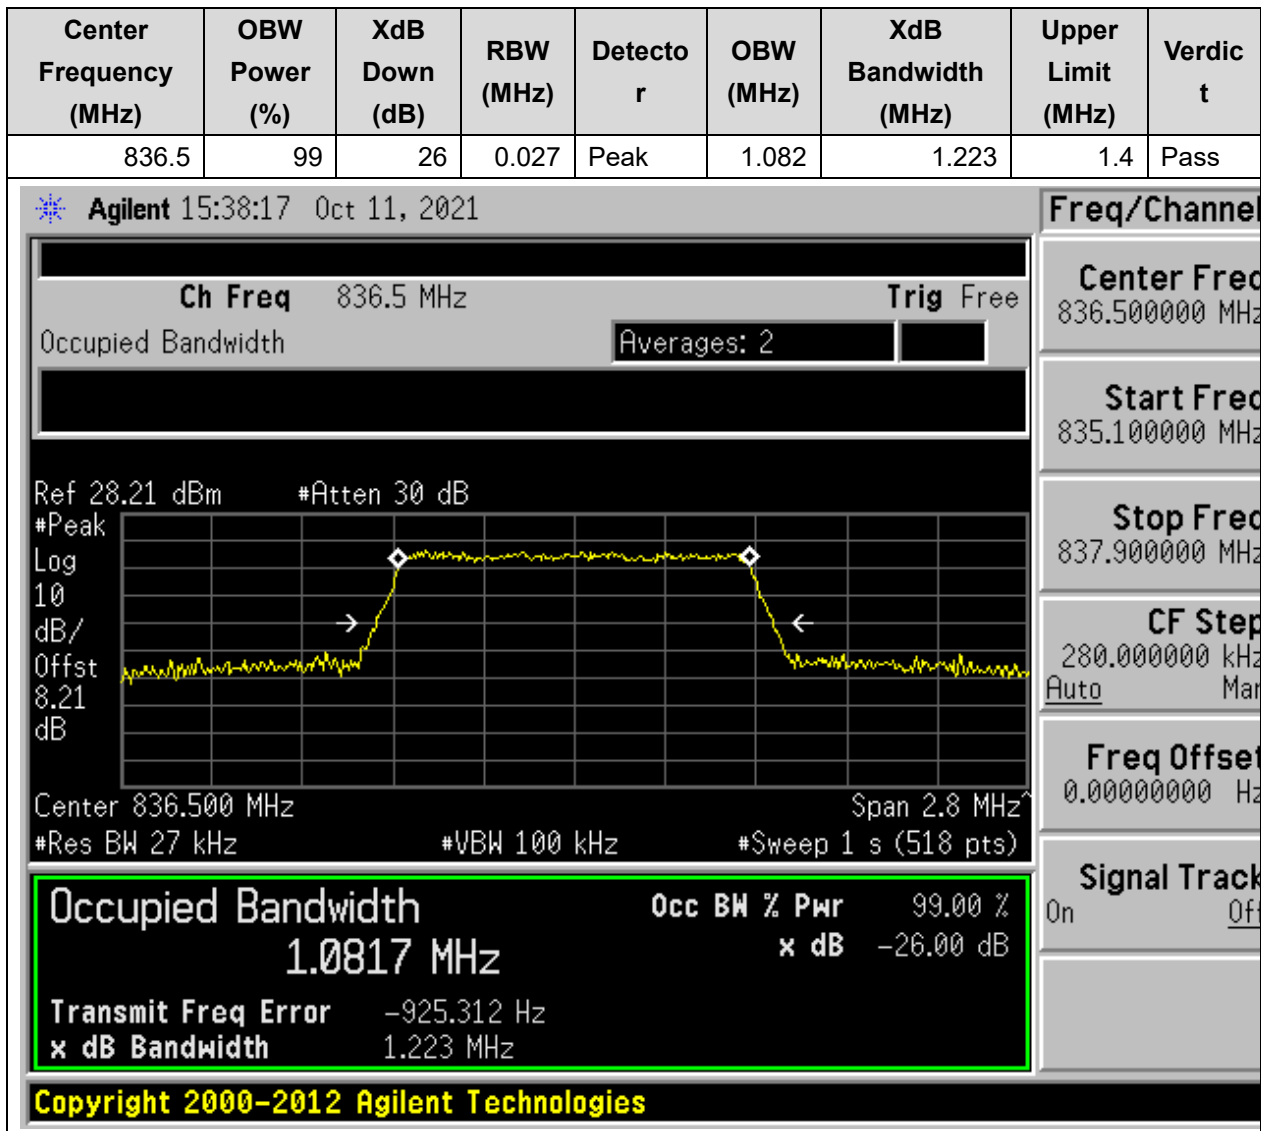 Center Frequency (MHz) OBW Power (%) XdB Down (dB) RBW (MHz) Detector OBW (MHz) XdB Bandwidth (MHz) Upper Limit (MHz) Verdict
836.5 99 26 0.027 Peak 1.082 1.223 1.4 Pass
Agilent 15:38:17 Oct 11, 2021
Freq/Channel
Ch Freq 836.5 MHz Trig Free
Occupied Bandwidth Averages: 2
Center Freq
836.500000 MHz
Start Freq
835.100000 MHz
Stop Freq
837.900000 MHz
CF Step
280.000000 kHz
Auto Man
Freq Offset
0.00000000 Hz
Signal Track
On Off
Ref 28.21 dBm #Atten 30 dB
#Peak
Log
10
dB/
Offst
8.21
dB
Center 836.500 MHz Span 2.8 MHz^
#Res BW 27 kHz #VBW 100 kHz #Sweep 1 s (518 pts)
Occupied Bandwidth
1.0817 MHz
Occ BW % Pwr 99.00 %
x dB -26.00 dB
Transmit Freq Error -925.312 Hz
x dB Bandwidth 1.223 MHz
Copyright 2000-2012 Agilent Technologies